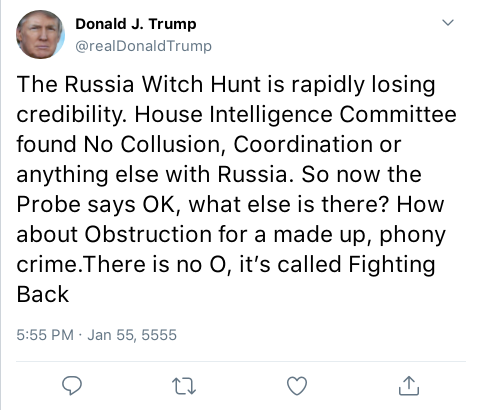 Donald J. Trump
@realDonaldTrump
The Russia Witch Hunt is rapidly losing
credibility. House Intelligence Committee
found No Collusion, Coordination or
anything else with Russia. So now the
Probe says OK, what else is there? How
about Obstruction for a made up, phony
crime.There is no O, it’s called Fighting
Back
5:55 PM · Jan 55, 5555